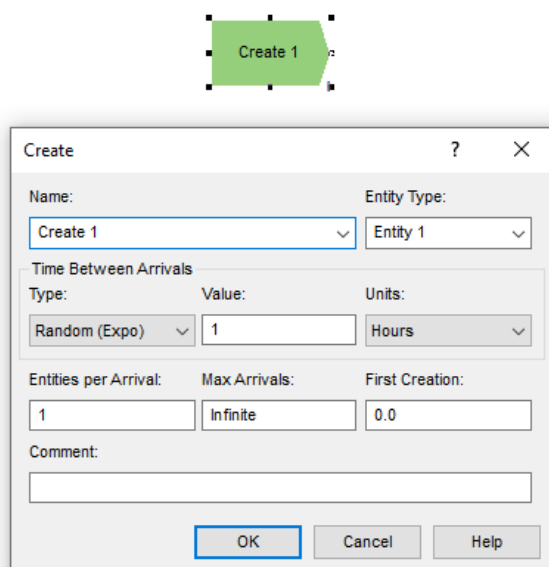 Create 1
Create
?
Name:
Entity Type:
Create 1
Entity 1
Time Between Arrivals
Type:
Value:
Units:
Random (Expo)
1
Hours
Entities per Arrival:
Max Arrivals:
First Creation:
1
Infinite
0.0
Comment:
OK
Cancel
Help